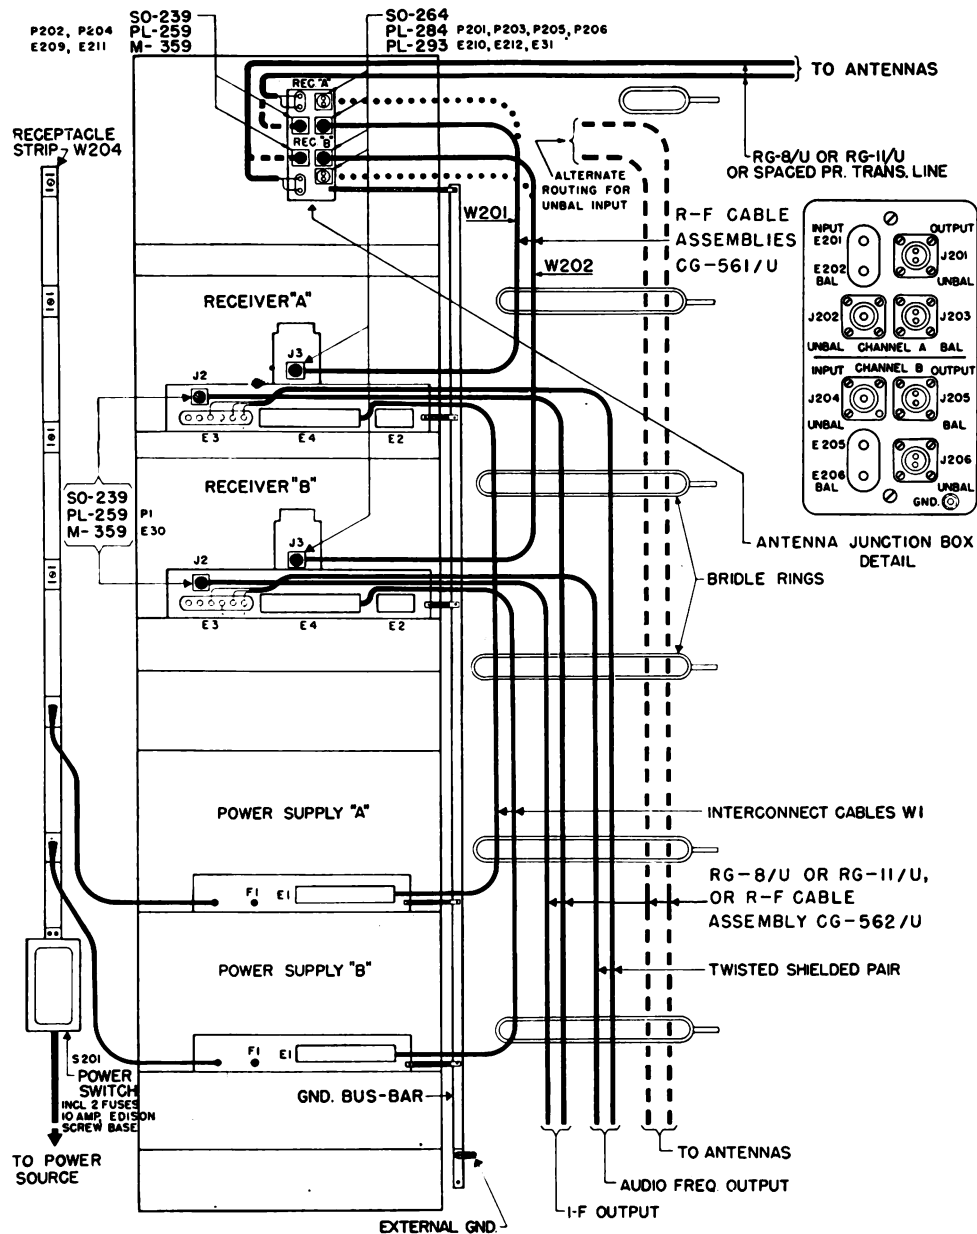 SO-239
P202, P204 PL-259
E209, E211 M-359
SO-264
PL-284 P201, P203, P205, P206
PL-293 E210, E212, E31
TO ANTENNAS
REC "A"
REC "B"
RECEPTACLE
STRIP - W204
RG-8/U OR RG-11/U
OR SPACED PR. TRANS. LINE
ALTERNATE
ROUTING FOR
UNBAL INPUT
W201
R-F CABLE
ASSEMBLIES
CG-561/U
W202
INPUT
E201
E202
BAL
OUTPUT
J201
UNBAL
J202
J203
UNBAL CHANNEL A BAL
INPUT CHANNEL B OUTPUT
J204
J205
UNBAL
BAL
E205
E206
BAL
J206
UNBAL
GND.
ANTENNA JUNCTION BOX
DETAIL
RECEIVER "A"
J3
J2
E3
E4
E2
SO-239
PL-259 P1
M-359 E30
RECEIVER "B"
J3
J2
E3
E4
E2
BRIDLE RINGS
POWER SUPPLY "A"
F1
E1
INTERCONNECT CABLES W1
RG-8/U OR RG-11/U,
OR R-F CABLE
ASSEMBLY CG-562/U
POWER SUPPLY "B"
F1
E1
TWISTED SHIELDED PAIR
S201
POWER
SWITCH
INCL 2 FUSES
10 AMP, EDISON
SCREW BASE
TO POWER
SOURCE
GND. BUS-BAR
TO ANTENNAS
AUDIO FREQ. OUTPUT
I-F OUTPUT
EXTERNAL GND.